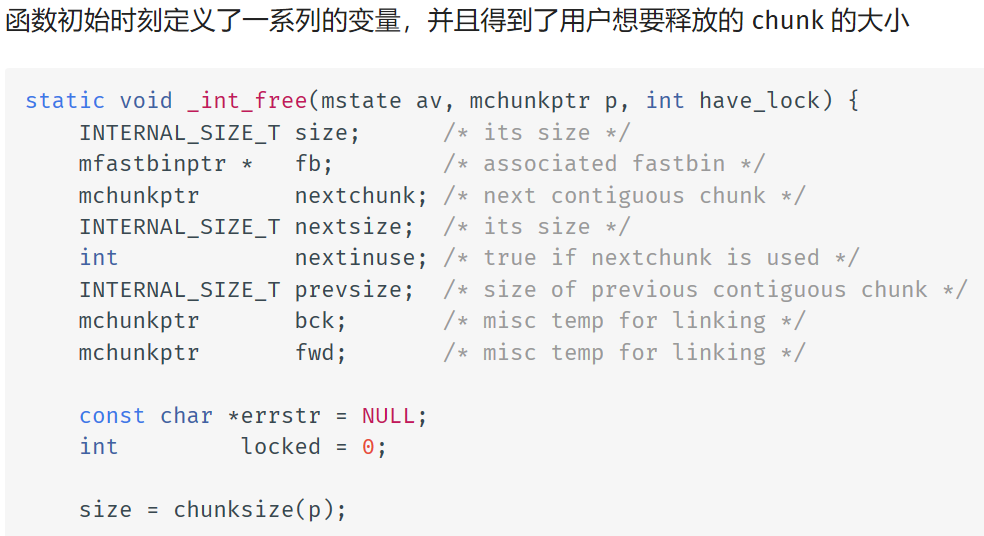 函数初始时刻定义了一系列的变量，并且得到了用户想要释放的 chunk 的大小
static void _int_free(mstate av, mchunkptr p, int have_lock) {
    INTERNAL_SIZE_T size;      /* its size */
    mfastbinptr *   fb;        /* associated fastbin */
    mchunkptr       nextchunk; /* next contiguous chunk */
    INTERNAL_SIZE_T nextsize;  /* its size */
    int             nextinuse; /* true if nextchunk is used */
    INTERNAL_SIZE_T prevsize;  /* size of previous contiguous chunk */
    mchunkptr       bck;       /* misc temp for linking */
    mchunkptr       fwd;       /* misc temp for linking */
    const char *errstr = NULL;
    int         locked = 0;
    size = chunksize(p);